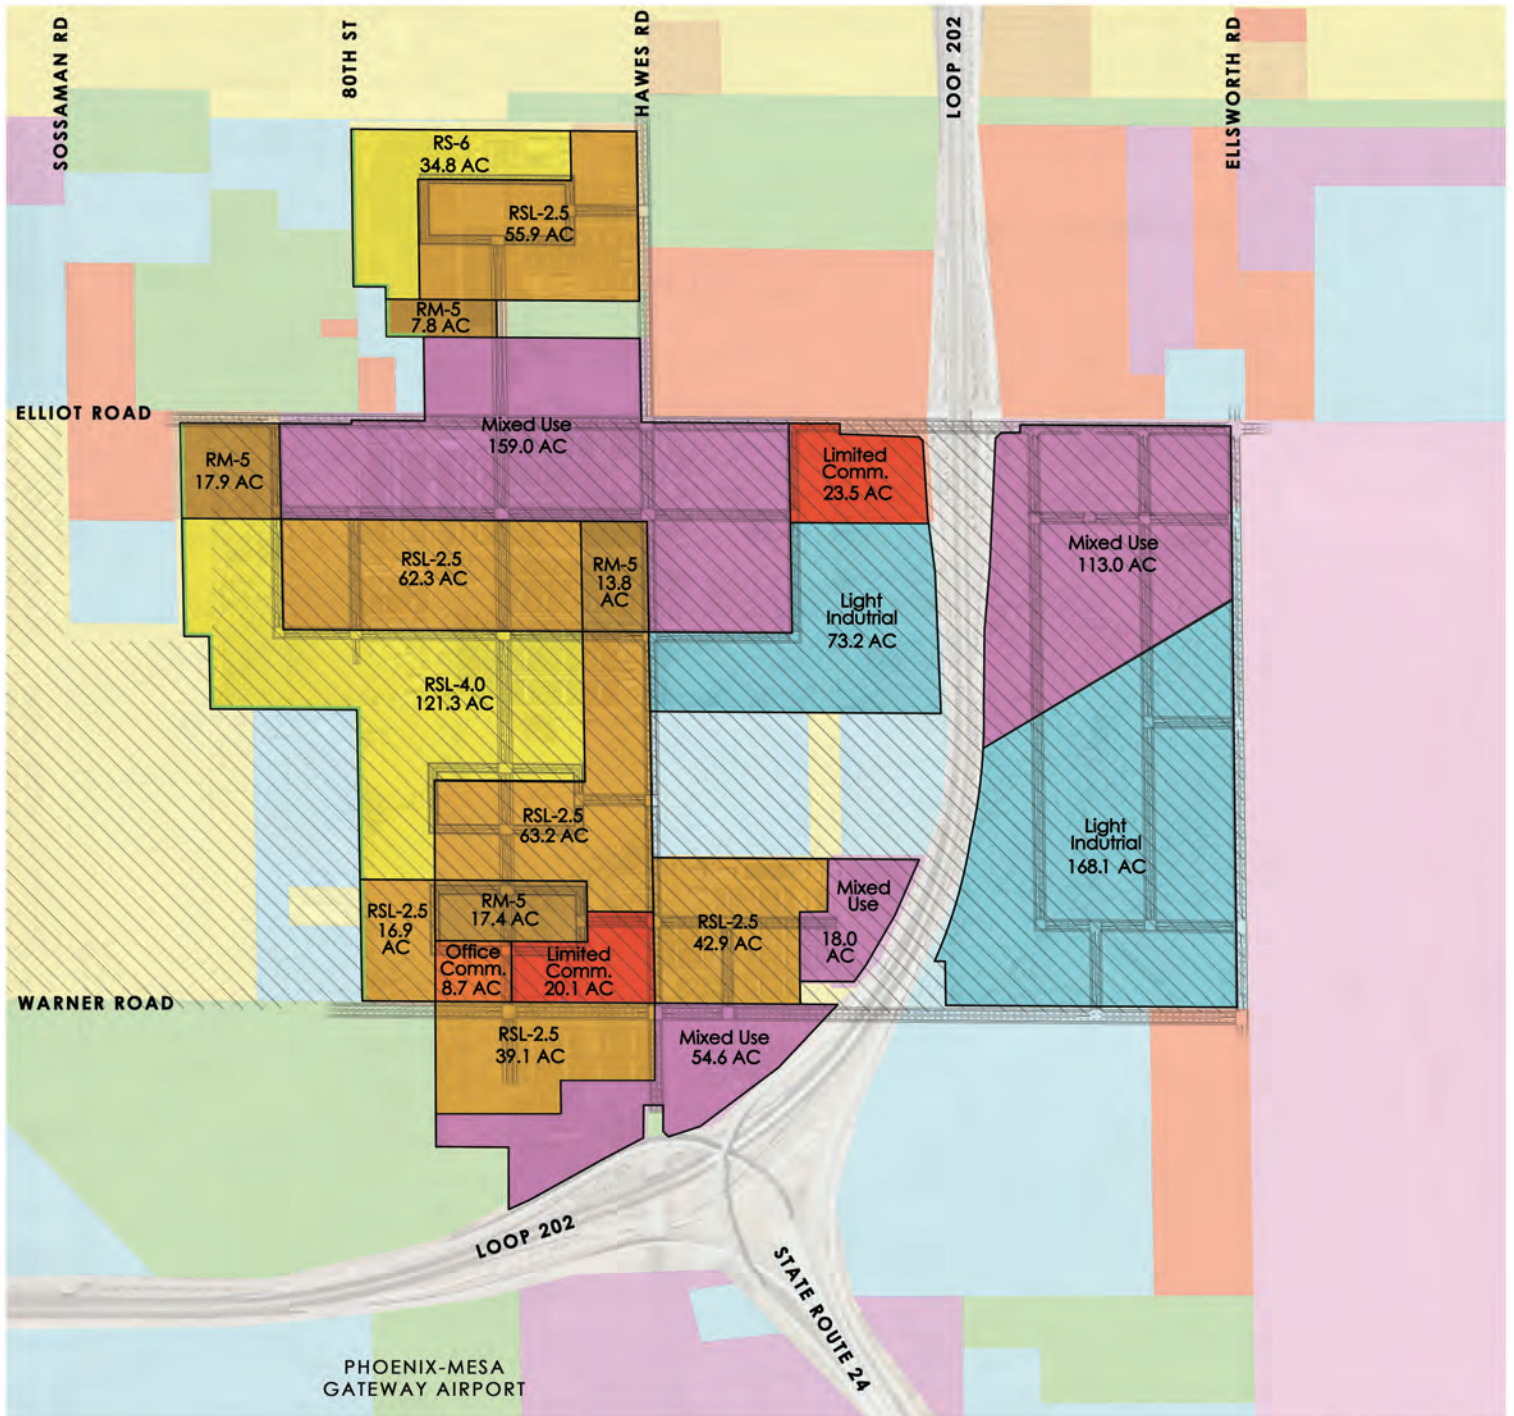 SOSSAMAN RD
80TH ST
HAWES RD
LOOP 202
ELLSWORTH RD
RS-6
34.8 AC
RSL-2.5
55.9 AC
RM-5
7.8 AC
ELLIOT ROAD
Mixed Use
159.0 AC
RM-5
17.9 AC
Limited
Comm.
23.5 AC
Mixed Use
113.0 AC
RSL-2.5
62.3 AC
RM-5
13.8
AC
Light
Indutrial
73.2 AC
RSL-4.0
121.3 AC
RSL-2.5
63.2 AC
Light
Indutrial
168.1 AC
RSL-2.5
16.9
AC
RM-5
17.4 AC
RSL-2.5
42.9 AC
Mixed
Use
18.0
AC
Office
Comm.
8.7 AC
Limited
Comm.
20.1 AC
WARNER ROAD
RSL-2.5
39.1 AC
Mixed Use
54.6 AC
LOOP 202
STATE ROUTE 24
PHOENIX-MESA
GATEWAY AIRPORT